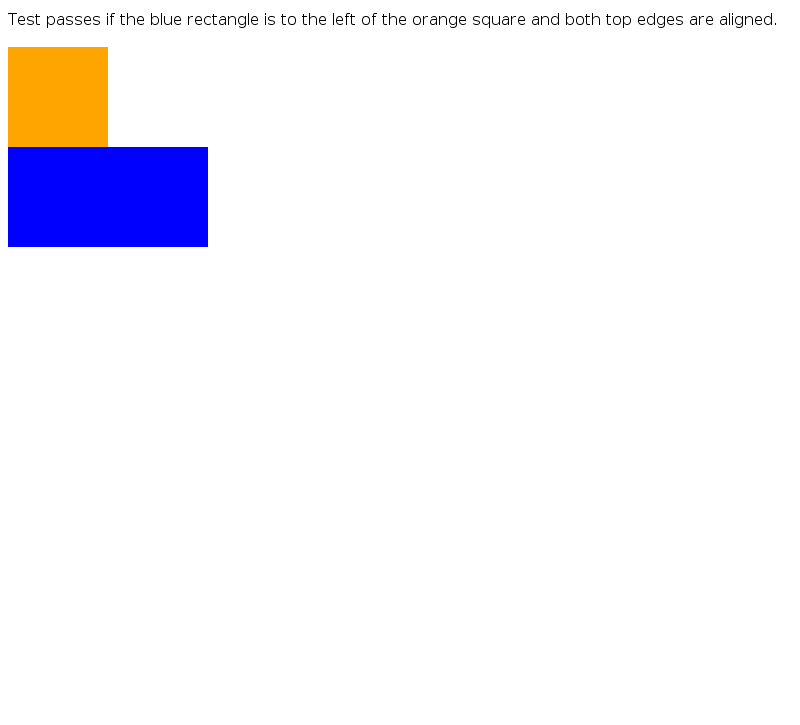 Test passes if the blue rectangle is to the left of the orange square and both top edges are aligned.